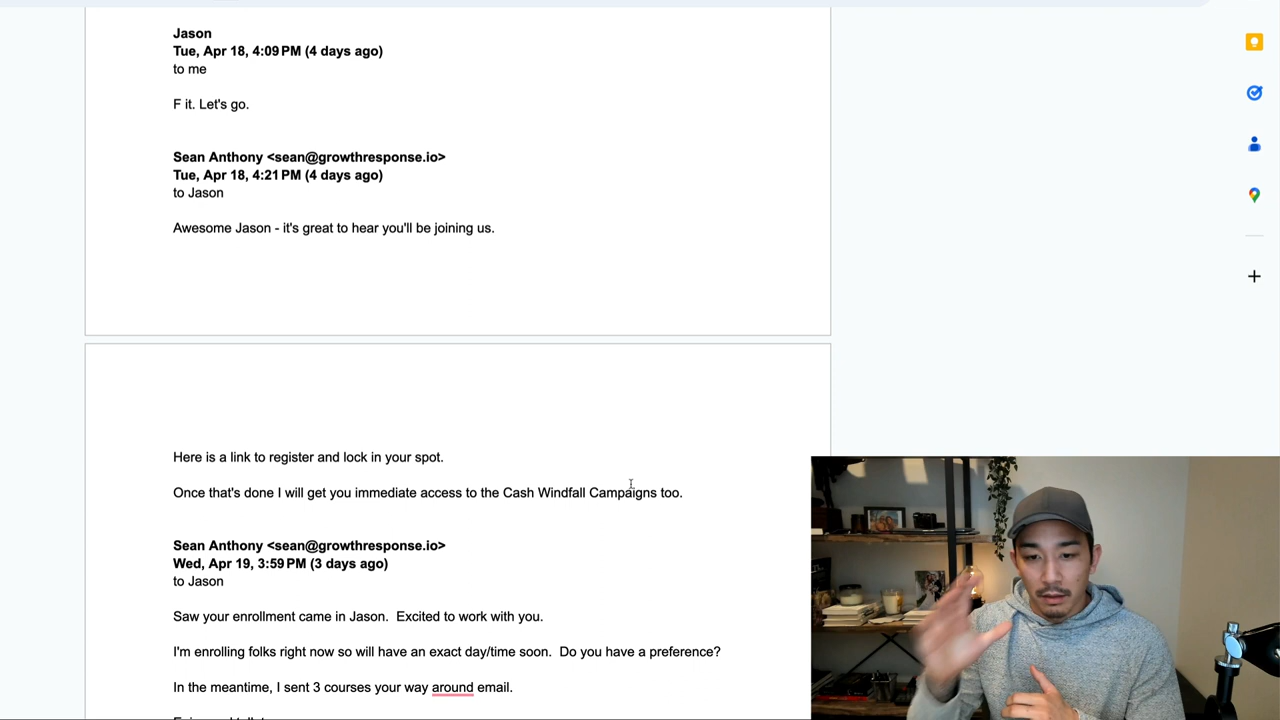 Jason
Tue, Apr 18, 4:09 PM (4 days ago)
to me
F it. Let's go.
Sean Anthony <sean@growthresponse.io>
Tue, Apr 18, 4:21 PM (4 days ago)
to Jason
Awesome Jason - it's great to hear you'll be joining us.
Here is a link to register and lock in your spot.
Once that's done I will get you immediate access to the Cash Windfall Campaigns too.
Sean Anthony <sean@growthresponse.io>
Wed, Apr 19, 3:59 PM (3 days ago)
to Jason
Saw your enrollment came in Jason.  Excited to work with you.
I'm enrolling folks right now so will have an exact day/time soon.  Do you have a preference?
In the meantime, I sent 3 courses your way around email.